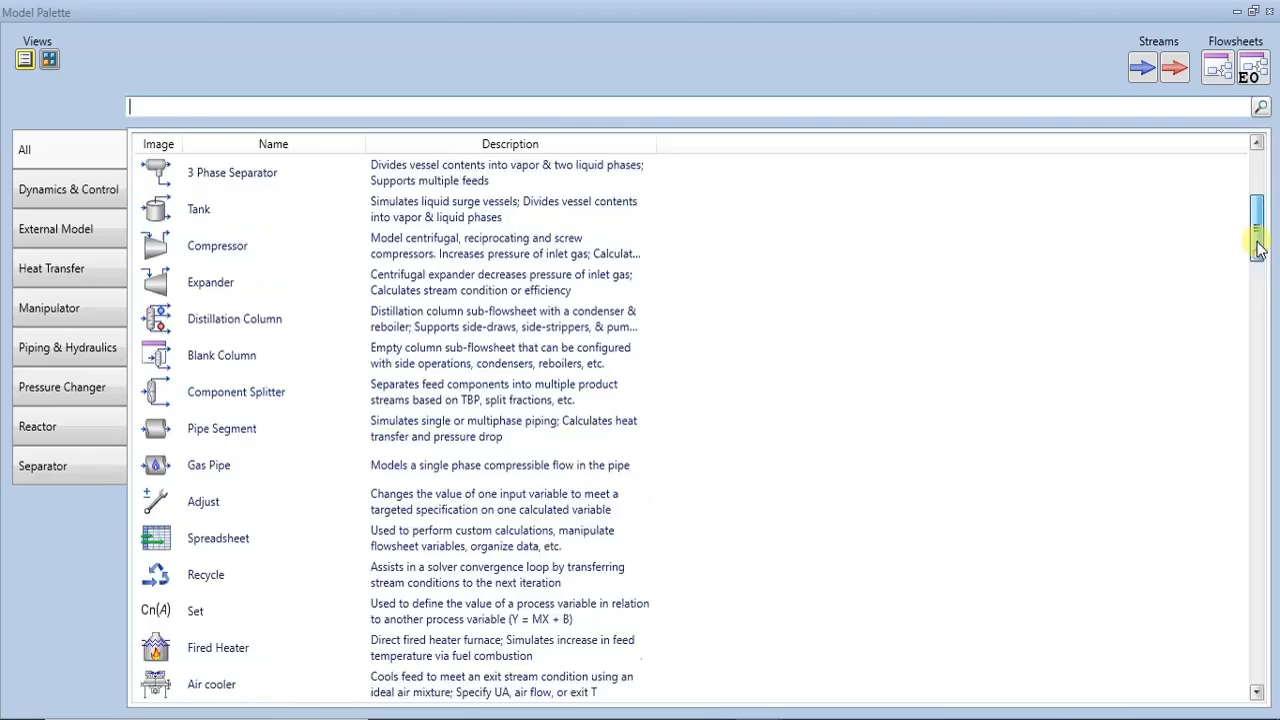 Model Palette
Views
Streams
Flowsheets
EO
All
Dynamics & Control
External Model
Heat Transfer
Manipulator
Piping & Hydraulics
Pressure Changer
Reactor
Separator
Image Name Description
3 Phase Separator
Divides vessel contents into vapor & two liquid phases;
Supports multiple feeds
Tank
Simulates liquid surge vessels; Divides vessel contents
into vapor & liquid phases
Compressor
Model centrifugal, reciprocating and screw
compressors. Increases pressure of inlet gas; Calculat...
Expander
Centrifugal expander decreases pressure of inlet gas;
Calculates stream condition or efficiency
Distillation Column
Distillation column sub-flowsheet with a condenser &
reboiler; Supports side-draws, side-strippers, & pum...
Blank Column
Empty column sub-flowsheet that can be configured
with side operations, condensers, reboilers, etc.
Component Splitter
Separates feed components into multiple product
streams based on TBP, split fractions, etc.
Pipe Segment
Simulates single or multiphase piping; Calculates heat
transfer and pressure drop
Gas Pipe
Models a single phase compressible flow in the pipe
Adjust
Changes the value of one input variable to meet a
targeted specification on one calculated variable
Spreadsheet
Used to perform custom calculations, manipulate
flowsheet variables, organize data, etc.
Recycle
Assists in a solver convergence loop by transferring
stream conditions to the next iteration
Cn(A) Set
Used to define the value of a process variable in relation
to another process variable (Y = MX + B)
Fired Heater
Direct fired heater furnace; Simulates increase in feed
temperature via fuel combustion
Air cooler
Cools feed to meet an exit stream condition using an
ideal air mixture; Specify UA, air flow, or exit T